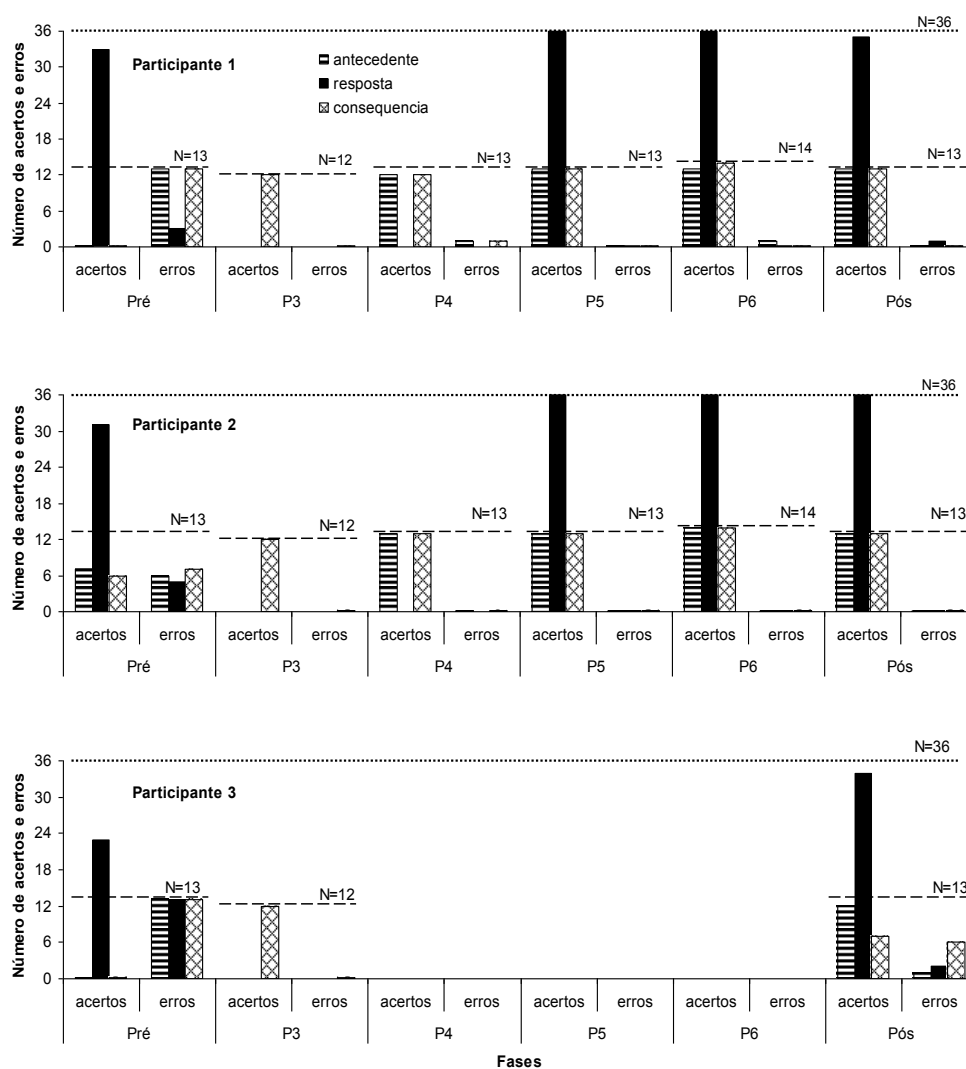 N=36
36
30
24
18
12
6
0
Número de acertos e erros
Participante 1
antecedente
resposta
consequencia
N=13
N=12
N=13
N=13
N=14
N=13
acertos erros acertos erros acertos erros acertos erros acertos erros acertos erros
Pré P3 P4 P5 P6 Pós
N=36
36
30
24
18
12
6
0
Número de acertos e erros
Participante 2
N=13
N=12
N=13
N=13
N=14
N=13
acertos erros acertos erros acertos erros acertos erros acertos erros acertos erros
Pré P3 P4 P5 P6 Pós
N=36
36
30
24
18
12
6
0
Número de acertos e erros
Participante 3
N=13
N=12
N=13
acertos erros acertos erros acertos erros acertos erros acertos erros acertos erros
Pré P3 P4 P5 P6 Pós
Fases